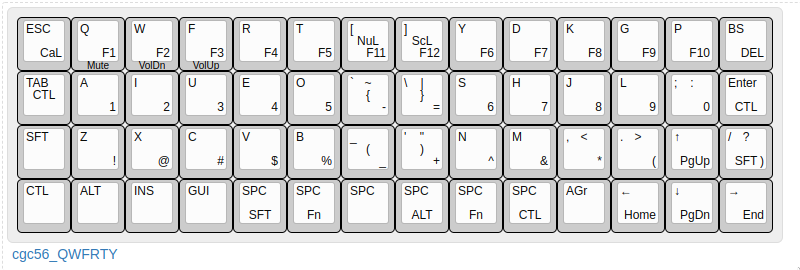 ESC Q W F R T [ ] Y D K G P BS
CaL F1 F2 F3 F4 F5 NuL F11 ScL F12 F6 F7 F8 F9 F10 DEL
Mute VolDn VolUp
TAB A I U E O ` ~ \ | S H J L ; : Enter
CTL 1 2 3 4 5 { - } = 6 7 8 9 0 CTL
SFT Z X C V B _ ' " N M , < . > ↑ / ?
! @ # $ % ( _ ) + ^ & * ( PgUp SFT )
CTL ALT INS GUI SPC SPC SPC SPC SPC SPC AGr ← ↓ →
SFT Fn ALT Fn CTL Home PgDn End
cgc56_QWFRTY